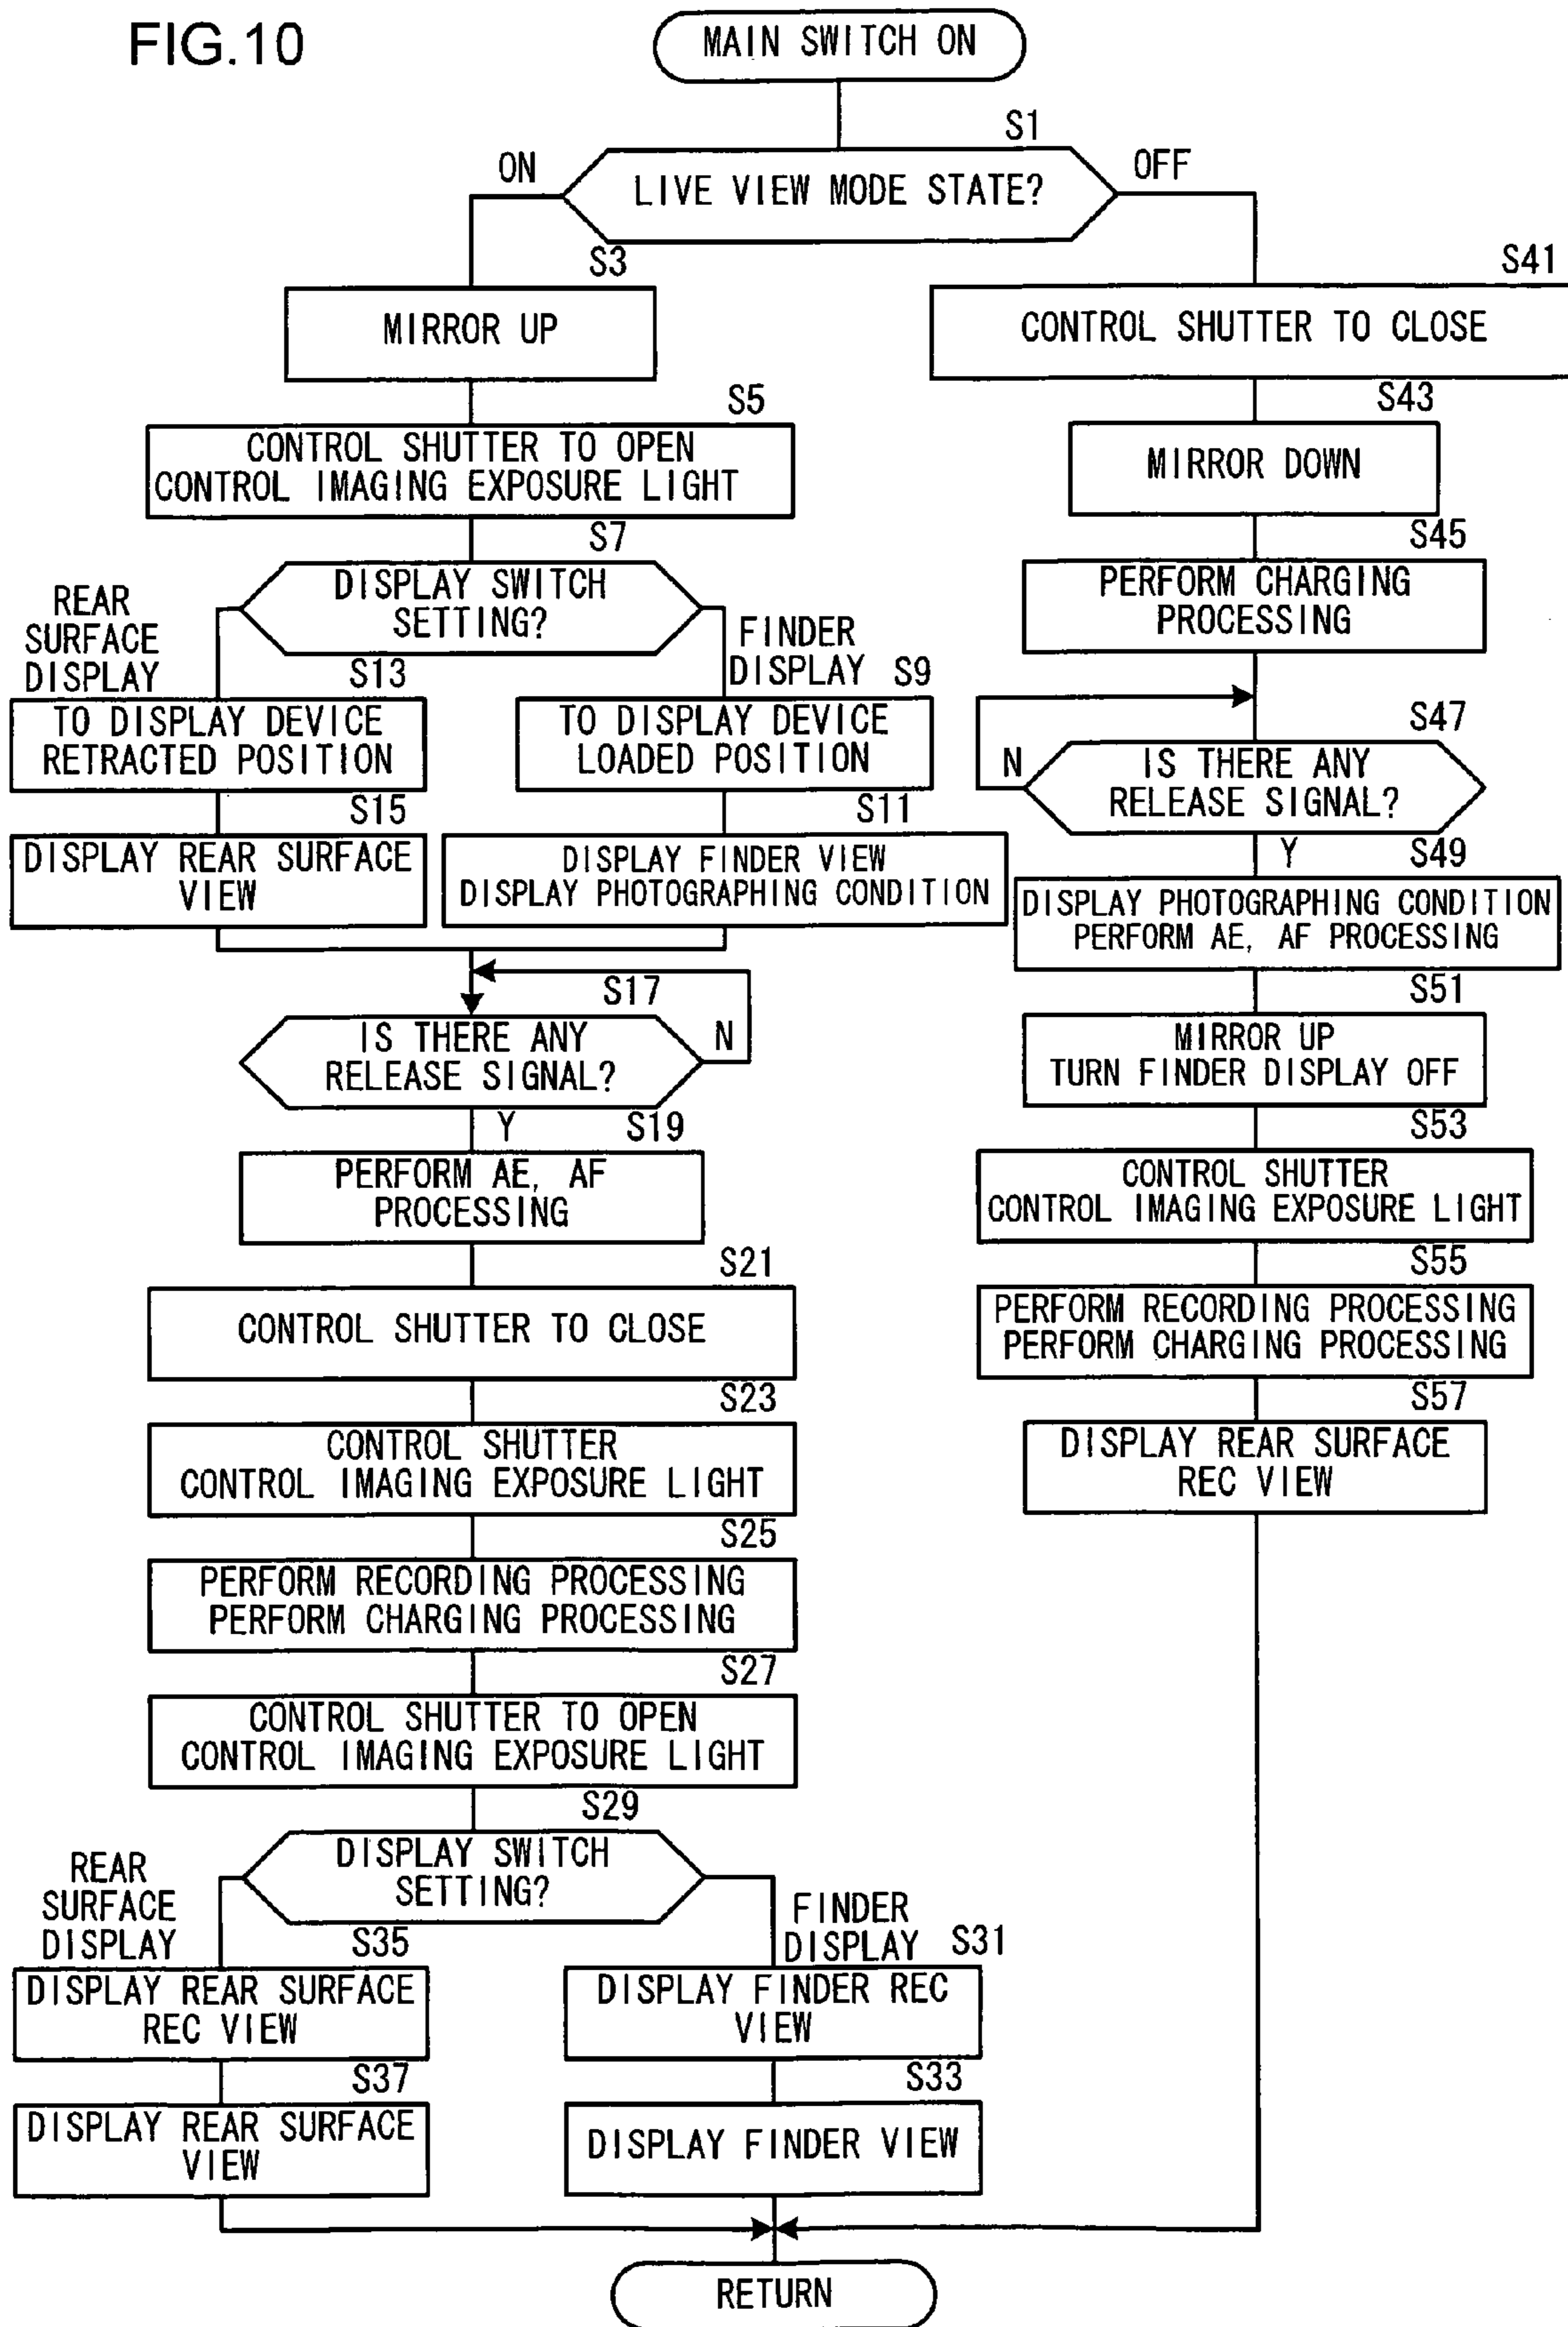 FIG.10
MAIN SWITCH ON
S1
ON
OFF
LIVE VIEW MODE STATE?
S3
MIRROR UP
S5
CONTROL SHUTTER TO OPEN
CONTROL IMAGING EXPOSURE LIGHT
S7
DISPLAY SWITCH
SETTING?
REAR
SURFACE
DISPLAY
FINDER
DISPLAY
S13
TO DISPLAY DEVICE
RETRACTED POSITION
S9
TO DISPLAY DEVICE
LOADED POSITION
S15
DISPLAY REAR SURFACE
VIEW
S11
DISPLAY FINDER VIEW
DISPLAY PHOTOGRAPHING CONDITION
S17
IS THERE ANY
RELEASE SIGNAL?
N
Y
S19
PERFORM AE, AF
PROCESSING
S21
CONTROL SHUTTER TO CLOSE
S23
CONTROL SHUTTER
CONTROL IMAGING EXPOSURE LIGHT
S25
PERFORM RECORDING PROCESSING
PERFORM CHARGING PROCESSING
S27
CONTROL SHUTTER TO OPEN
CONTROL IMAGING EXPOSURE LIGHT
S29
DISPLAY SWITCH
SETTING?
REAR
SURFACE
DISPLAY
FINDER
DISPLAY
S35
DISPLAY REAR SURFACE
REC VIEW
S31
DISPLAY FINDER REC
VIEW
S37
DISPLAY REAR SURFACE
VIEW
S33
DISPLAY FINDER VIEW
S41
CONTROL SHUTTER TO CLOSE
S43
MIRROR DOWN
S45
PERFORM CHARGING
PROCESSING
S47
N
IS THERE ANY
RELEASE SIGNAL?
Y
S49
DISPLAY PHOTOGRAPHING CONDITION
PERFORM AE, AF PROCESSING
S51
MIRROR UP
TURN FINDER DISPLAY OFF
S53
CONTROL SHUTTER
CONTROL IMAGING EXPOSURE LIGHT
S55
PERFORM RECORDING PROCESSING
PERFORM CHARGING PROCESSING
S57
DISPLAY REAR SURFACE
REC VIEW
RETURN